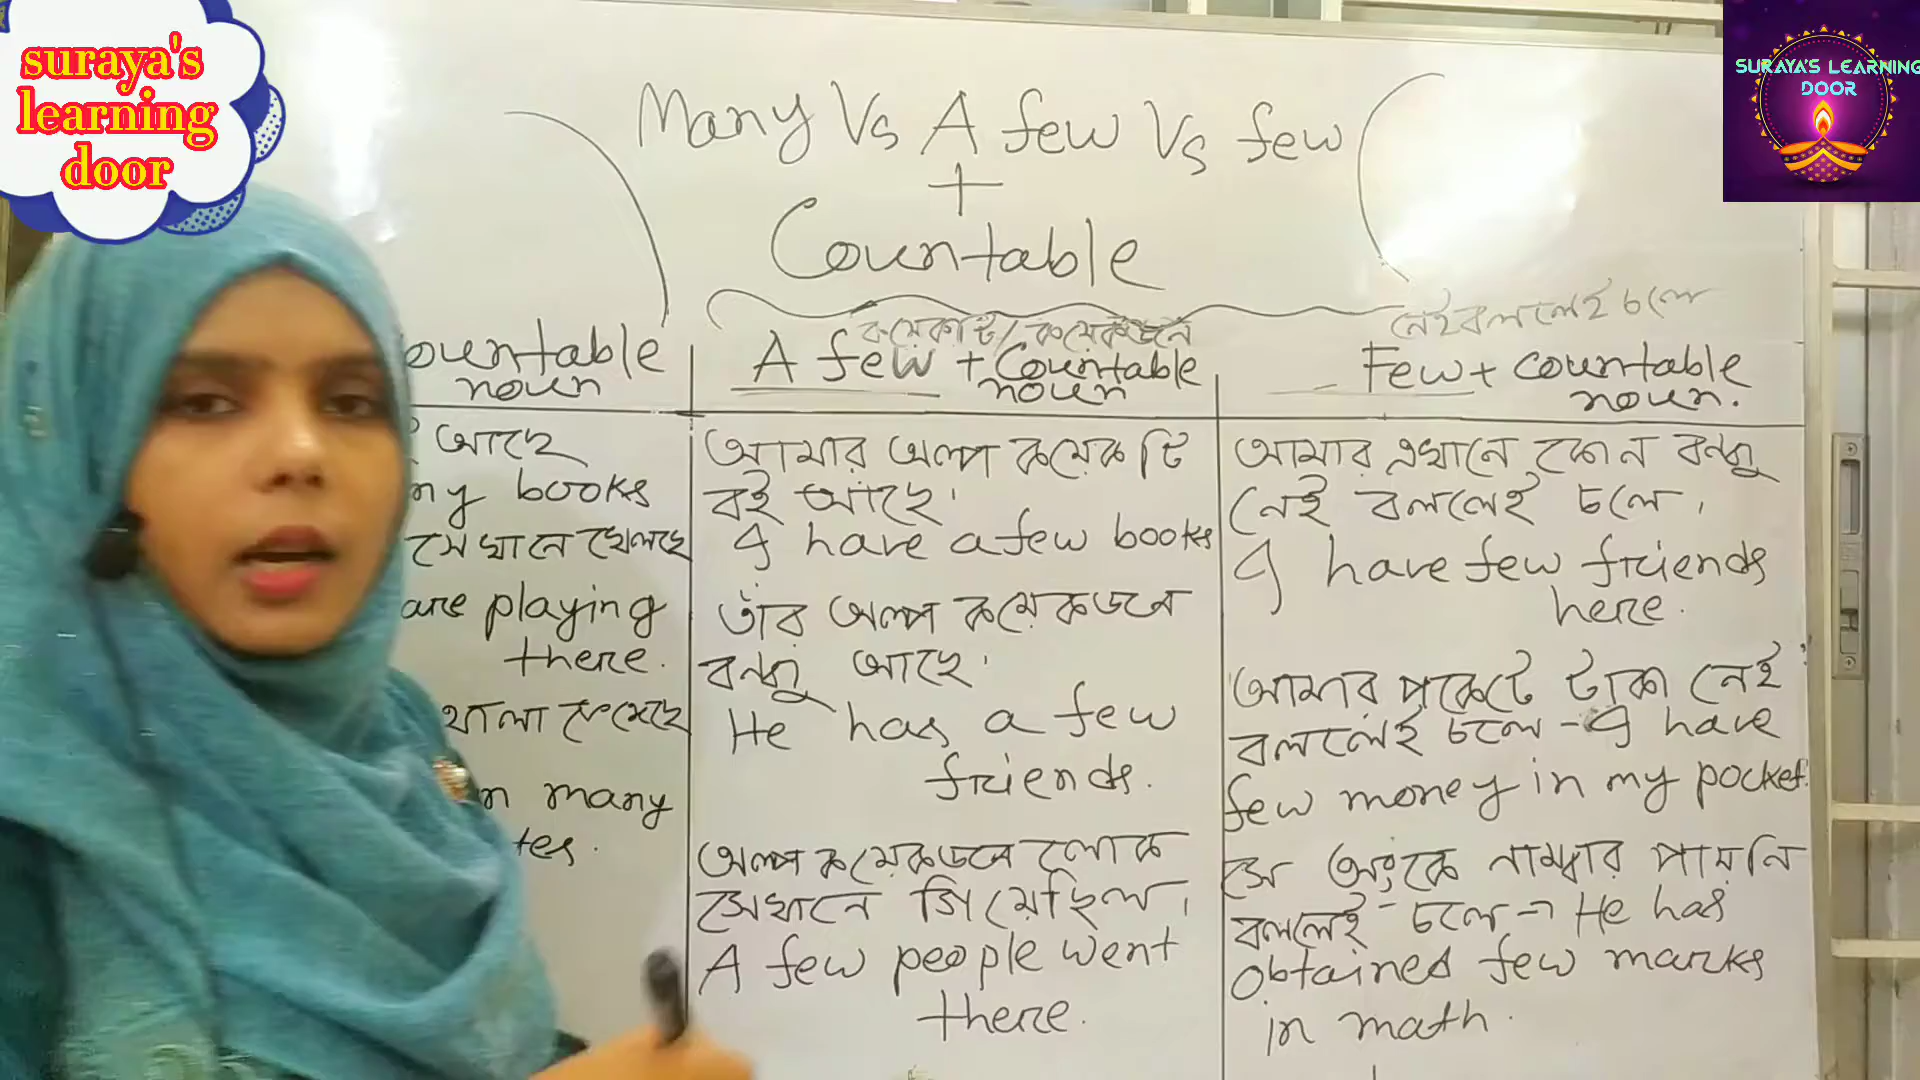 suraya's
learning
door
SURAYA'S LEARNING
DOOR
Many Vs A few Vs few
+
Countable
ountable
noun
আছে
ny books
সেখানে খেলছে
are playing
there.
থালা ভেংগেছে
n many
tes.
কয়েকটি/কয়েকজন
A few + Countable
noun
আমার অল্প কয়েকটি
বই আছে।
I have a few books
তাঁর অল্প কয়েকজন
বন্ধু আছে।
He has a few
friends.
অল্প কয়েকজন লোক
সেখানে গিয়েছিল।
A few people went
there.
নেই বললেই চলে
Few + countable
noun.
আমার এখানে কোন বন্ধু
নেই বললেই চলে।
I have few friends
here.
আমার পকেটে টাকা নেই
বললেই চলে - I have
few money in my pocket.
সে অংকে নাম্বার পায়নি
বললেই চলে → He has
obtained few marks
in math.